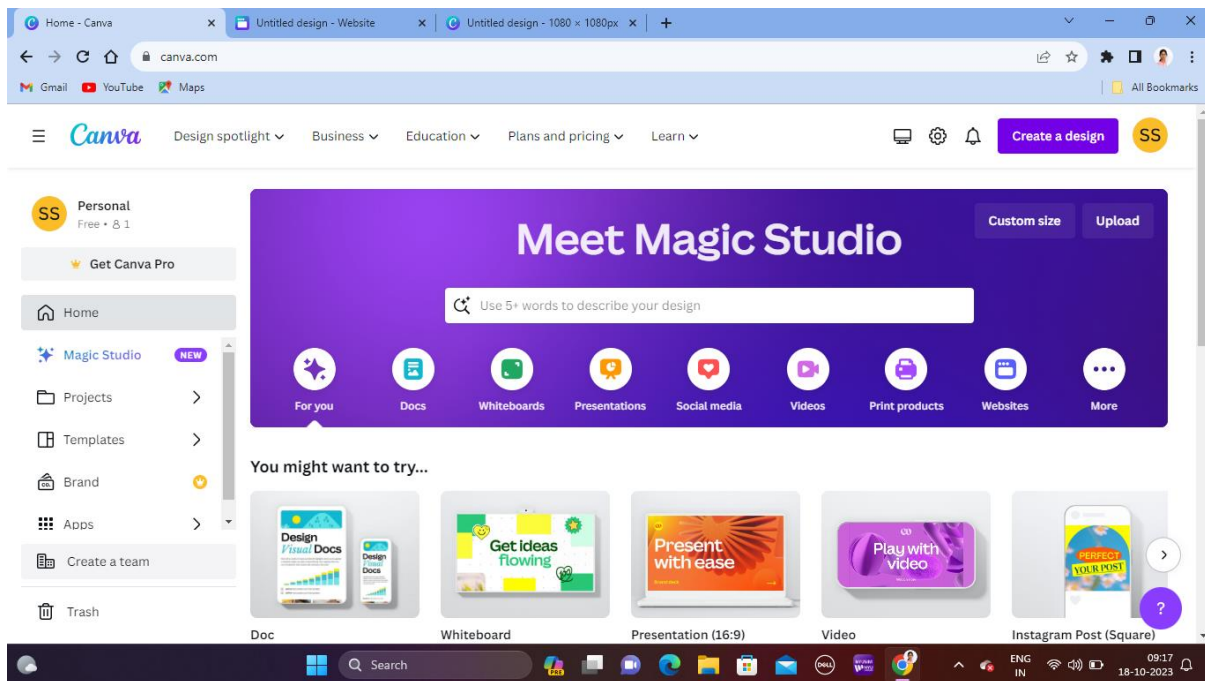 Home - Canva
Untitled design - Website
Untitled design - 1080 × 1080px
canva.com
Gmail YouTube Maps
All Bookmarks
Canva Design spotlight Business Education Plans and pricing Learn Create a design SS
SS Personal
Free • 1
Get Canva Pro
Home
Magic Studio NEW
Projects
Templates
Brand
Apps
Create a team
Trash
Custom size Upload
Meet Magic Studio
Use 5+ words to describe your design
For you Docs Whiteboards Presentations Social media Videos Print products Websites More
You might want to try...
Design
Visual Docs
Design
Visual
Docs
Get ideas
flowing
Present
with ease
Play with
video
PERFECT
YOUR POST
?
Doc Whiteboard Presentation (16:9) Video Instagram Post (Square)
Search
PRE
DELL
ENG
IN
09:17
18-10-2023